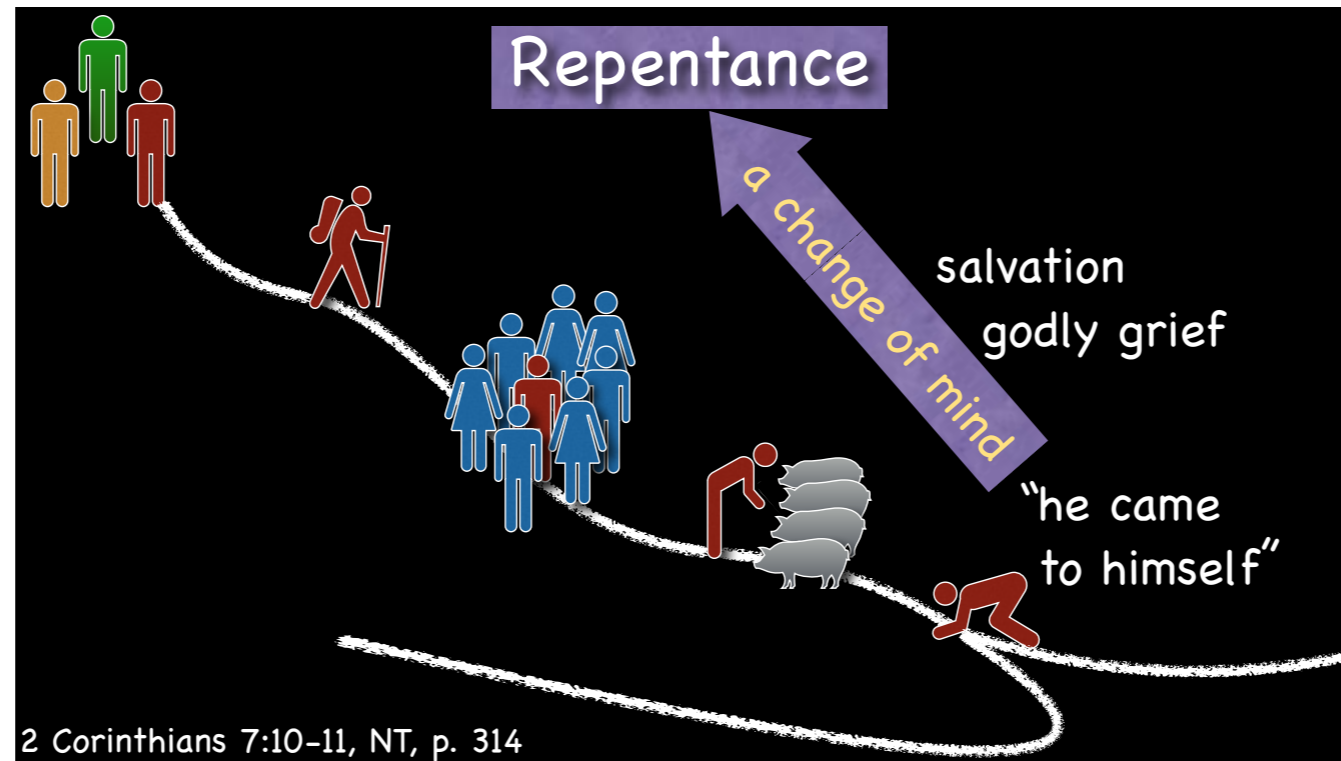 Repentance
a change of mind
salvation
godly grief
"he came
to himself"
2 Corinthians 7:10-11, NT, p. 314